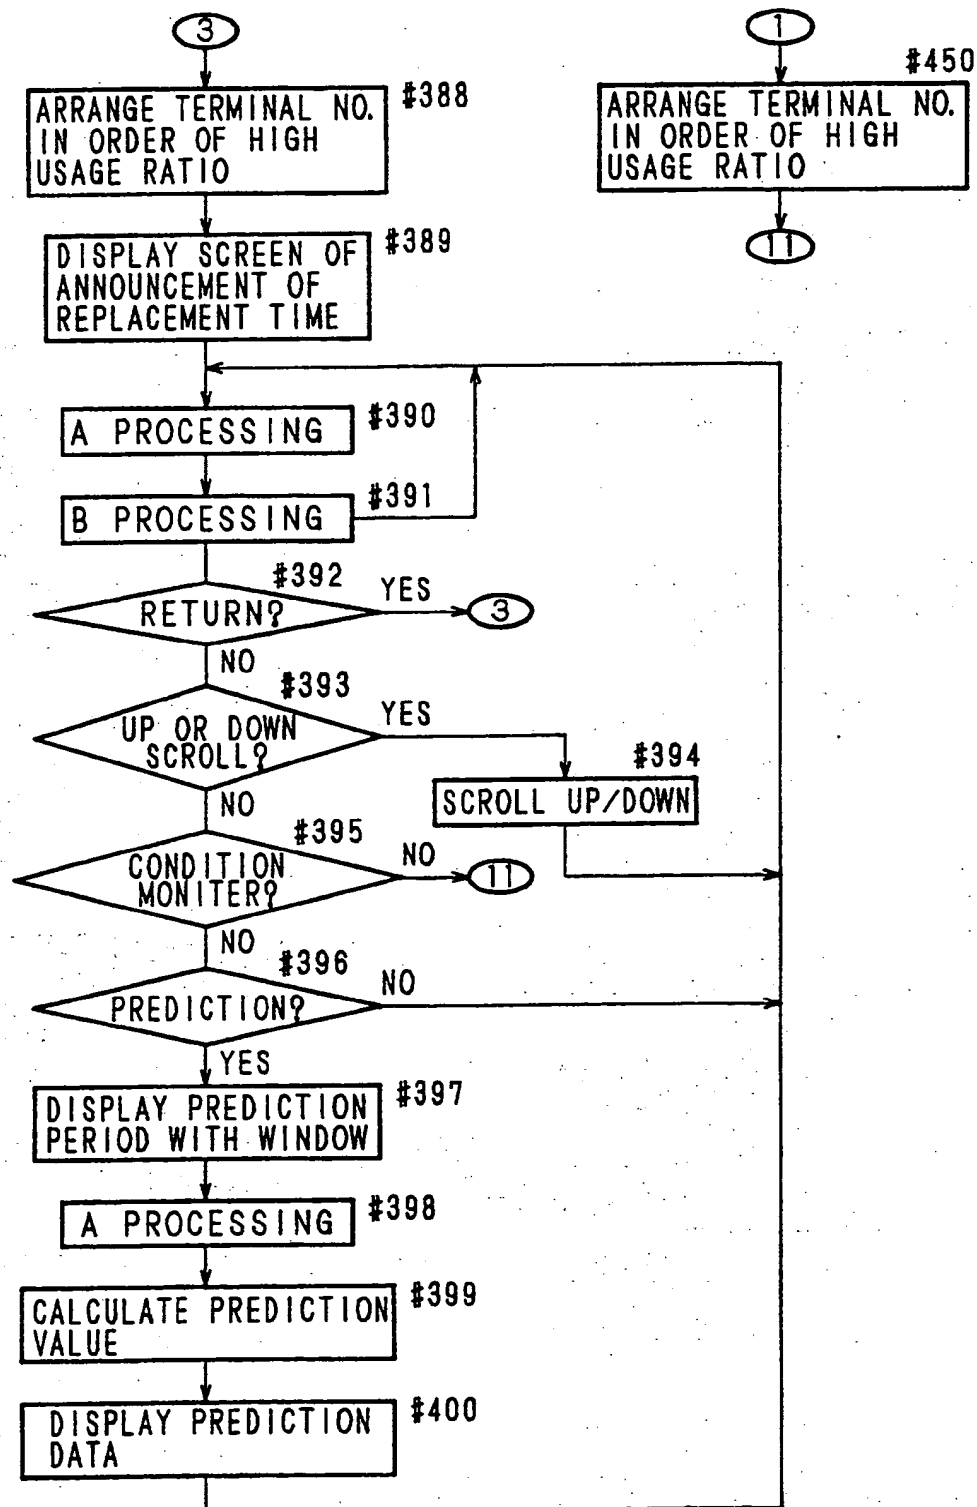 3
#388
ARRANGE TERMINAL NO.
IN ORDER OF HIGH
USAGE RATIO
#389
DISPLAY SCREEN OF
ANNOUNCEMENT OF
REPLACEMENT TIME
#390
A PROCESSING
#391
B PROCESSING
#392
RETURN?
YES
3
NO
#393
UP OR DOWN
SCROLL?
YES
#394
SCROLL UP/DOWN
NO
#395
CONDITION
MONITER?
NO
11
NO
#396
PREDICTION?
NO
YES
#397
DISPLAY PREDICTION
PERIOD WITH WINDOW
#398
A PROCESSING
#399
CALCULATE PREDICTION
VALUE
#400
DISPLAY PREDICTION
DATA
1
#450
ARRANGE TERMINAL NO.
IN ORDER OF HIGH
USAGE RATIO
11